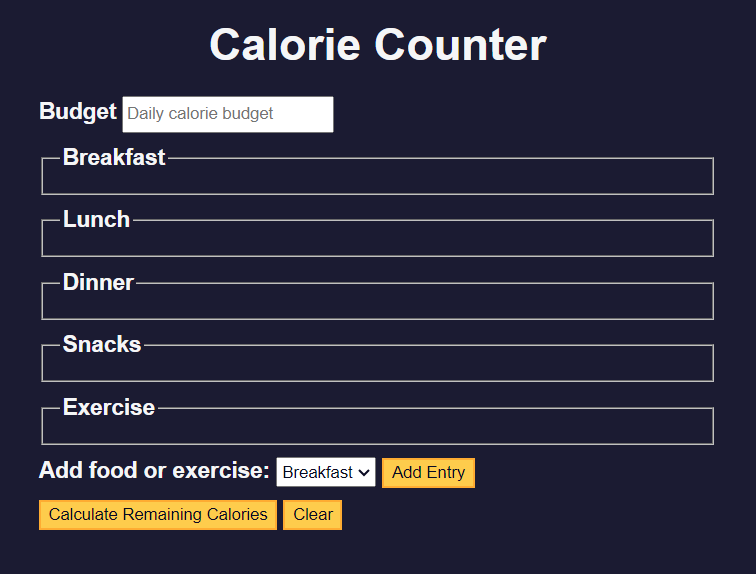 Calorie Counter
Budget Daily calorie budget
Breakfast
Lunch
Dinner
Snacks
Exercise
Add food or exercise: Breakfast Add Entry
Calculate Remaining Calories Clear